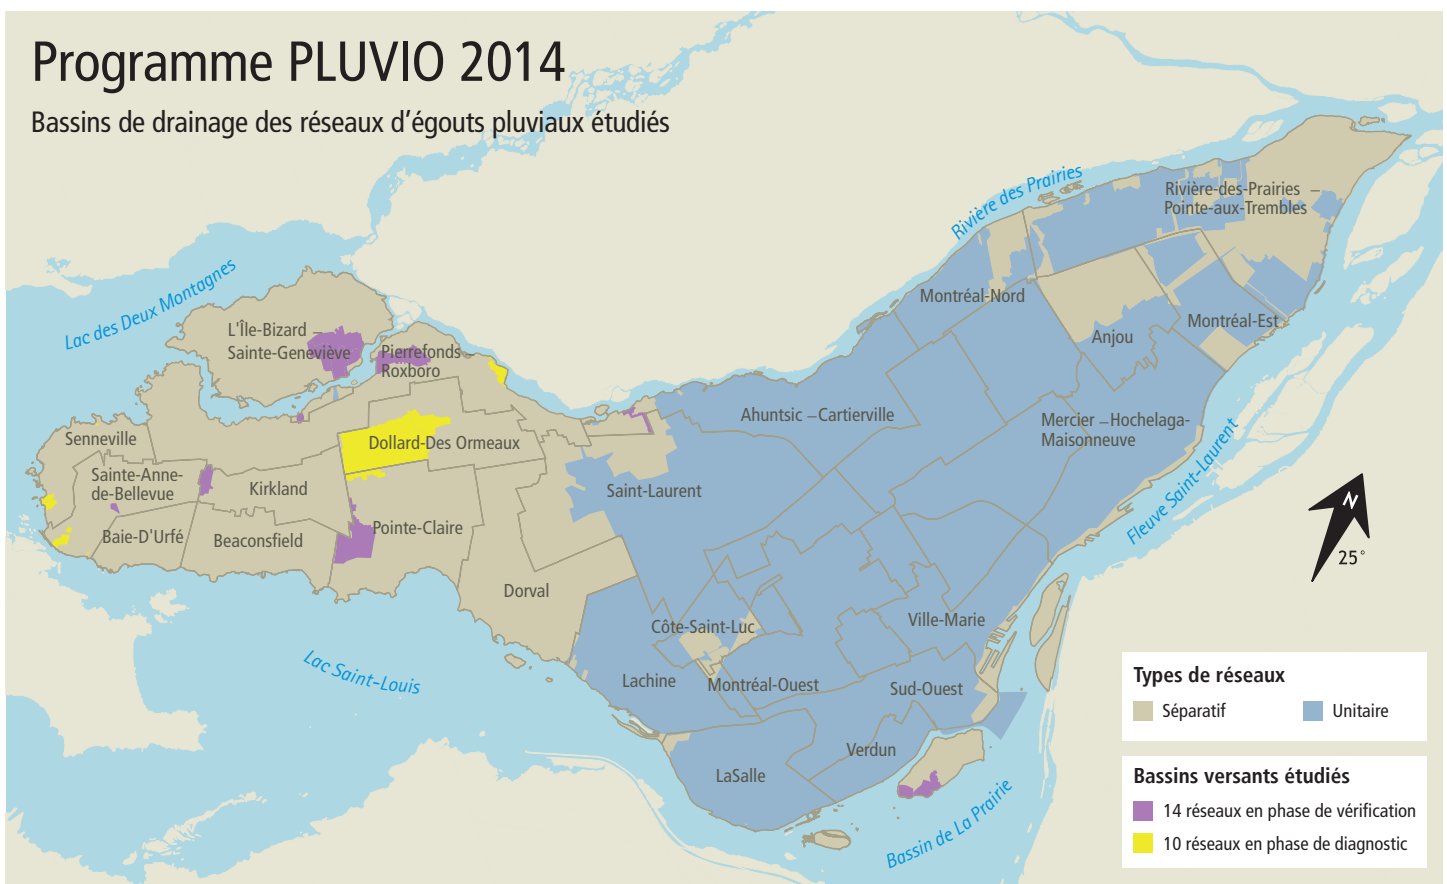 Programme PLUVIO 2014
Bassins de drainage des réseaux d'égouts pluviaux étudiés
Rivière des Prairies
Rivière-des-Prairies –
Pointe-aux-Trembles
Lac des Deux Montagnes
Montréal-Nord
L'Île-Bizard –
Sainte-Geneviève
Pierrefonds –
Roxboro
Anjou
Montréal-Est
Ahuntsic – Cartierville
Mercier – Hochelaga-
Maisonneuve
Senneville
Dollard-Des Ormeaux
Sainte-Anne-
de-Bellevue
Kirkland
Saint-Laurent
Fleuve Saint-Laurent
Baie-D'Urfé
Beaconsfield
Pointe-Claire
N
25°
Dorval
Côte-Saint-Luc
Ville-Marie
Lac Saint-Louis
Lachine
Montréal-Ouest
Sud-Ouest
Verdun
LaSalle
Bassin de La Prairie
Types de réseaux
Séparatif
Unitaire
Bassins versants étudiés
14 réseaux en phase de vérification
10 réseaux en phase de diagnostic